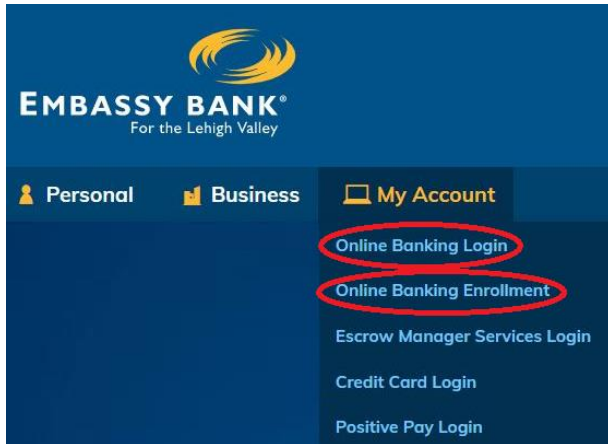 EMBASSY BANK®
For the Lehigh Valley
Personal Business My Account
Online Banking Login
Online Banking Enrollment
Escrow Manager Services Login
Credit Card Login
Positive Pay Login